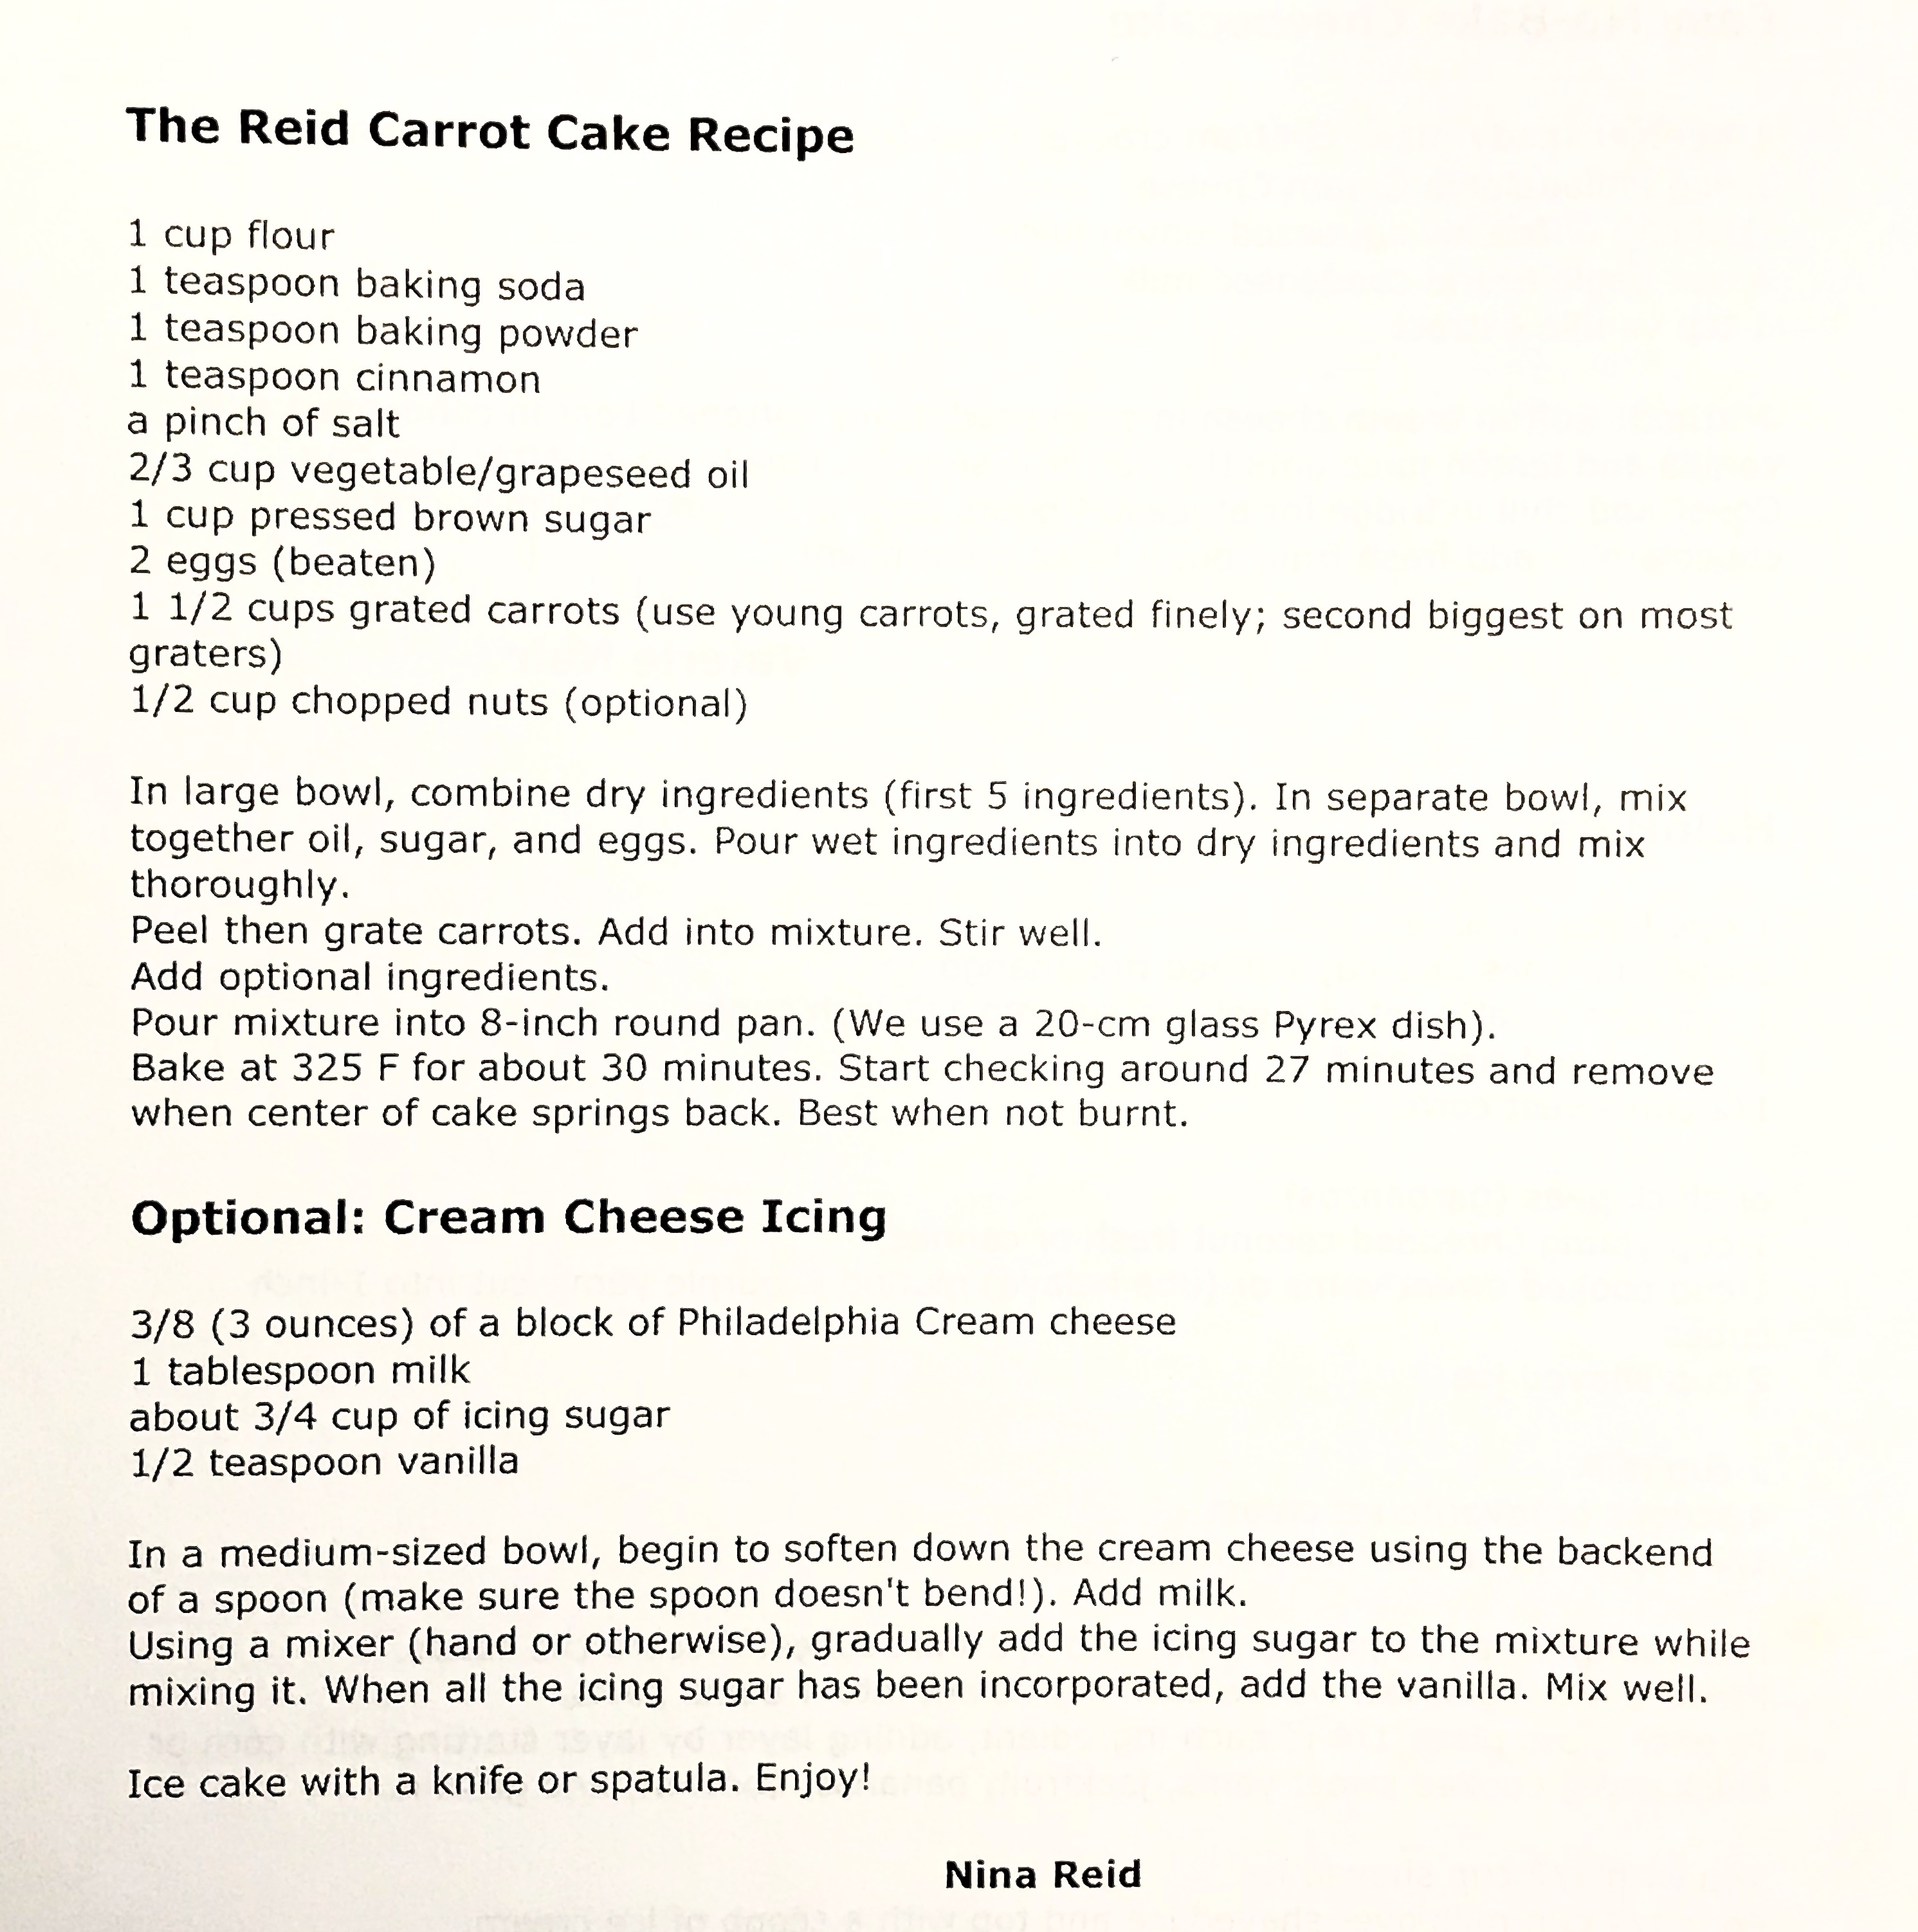 The Reid Carrot Cake Recipe
1 cup flour
1 teaspoon baking soda
1 teaspoon baking powder
1 teaspoon cinnamon
a pinch of salt
2/3 cup vegetable/grapeseed oil
1 cup pressed brown sugar
2 eggs (beaten)
1 1/2 cups grated carrots (use young carrots, grated finely; second biggest on most
graters)
1/2 cup chopped nuts (optional)
In large bowl, combine dry ingredients (first 5 ingredients). In separate bowl, mix
together oil, sugar, and eggs. Pour wet ingredients into dry ingredients and mix
thoroughly.
Peel then grate carrots. Add into mixture. Stir well.
Add optional ingredients.
Pour mixture into 8-inch round pan. (We use a 20-cm glass Pyrex dish).
Bake at 325 F for about 30 minutes. Start checking around 27 minutes and remove
when center of cake springs back. Best when not burnt.
Optional: Cream Cheese Icing
3/8 (3 ounces) of a block of Philadelphia Cream cheese
1 tablespoon milk
about 3/4 cup of icing sugar
1/2 teaspoon vanilla
In a medium-sized bowl, begin to soften down the cream cheese using the backend
of a spoon (make sure the spoon doesn't bend!). Add milk.
Using a mixer (hand or otherwise), gradually add the icing sugar to the mixture while
mixing it. When all the icing sugar has been incorporated, add the vanilla. Mix well.
Ice cake with a knife or spatula. Enjoy!
Nina Reid